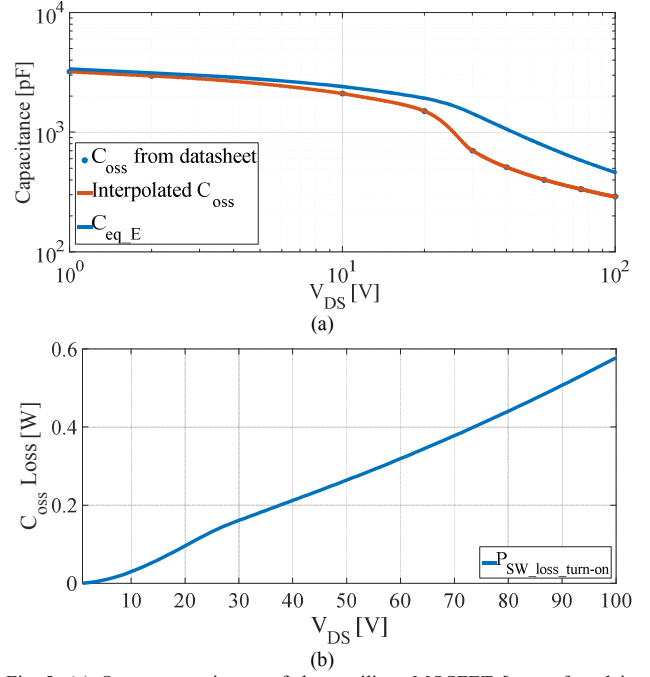 10^4
10^3
10^2
Capacitance [pF]
C_oss from datasheet
Interpolated C_oss
C_eq_E
10^0
10^1
10^2
V_DS [V]
(a)
0.6
0.4
0.2
0
C_oss Loss [W]
P_SW_loss_turn-on
10 20 30 40 50 60 70 80 90 100
V_DS [V]
(b)